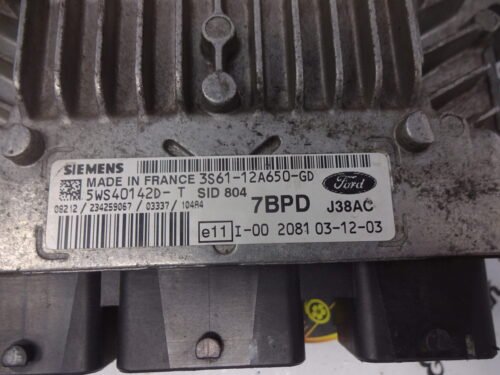 SIEMENS
MADE IN FRANCE 3S61-12A650-GD
5WS40142D-T SID 804
09212/234259067/03337/104A4
7BPD J38AC
Ford
e11 I-00 2081 03-12-03